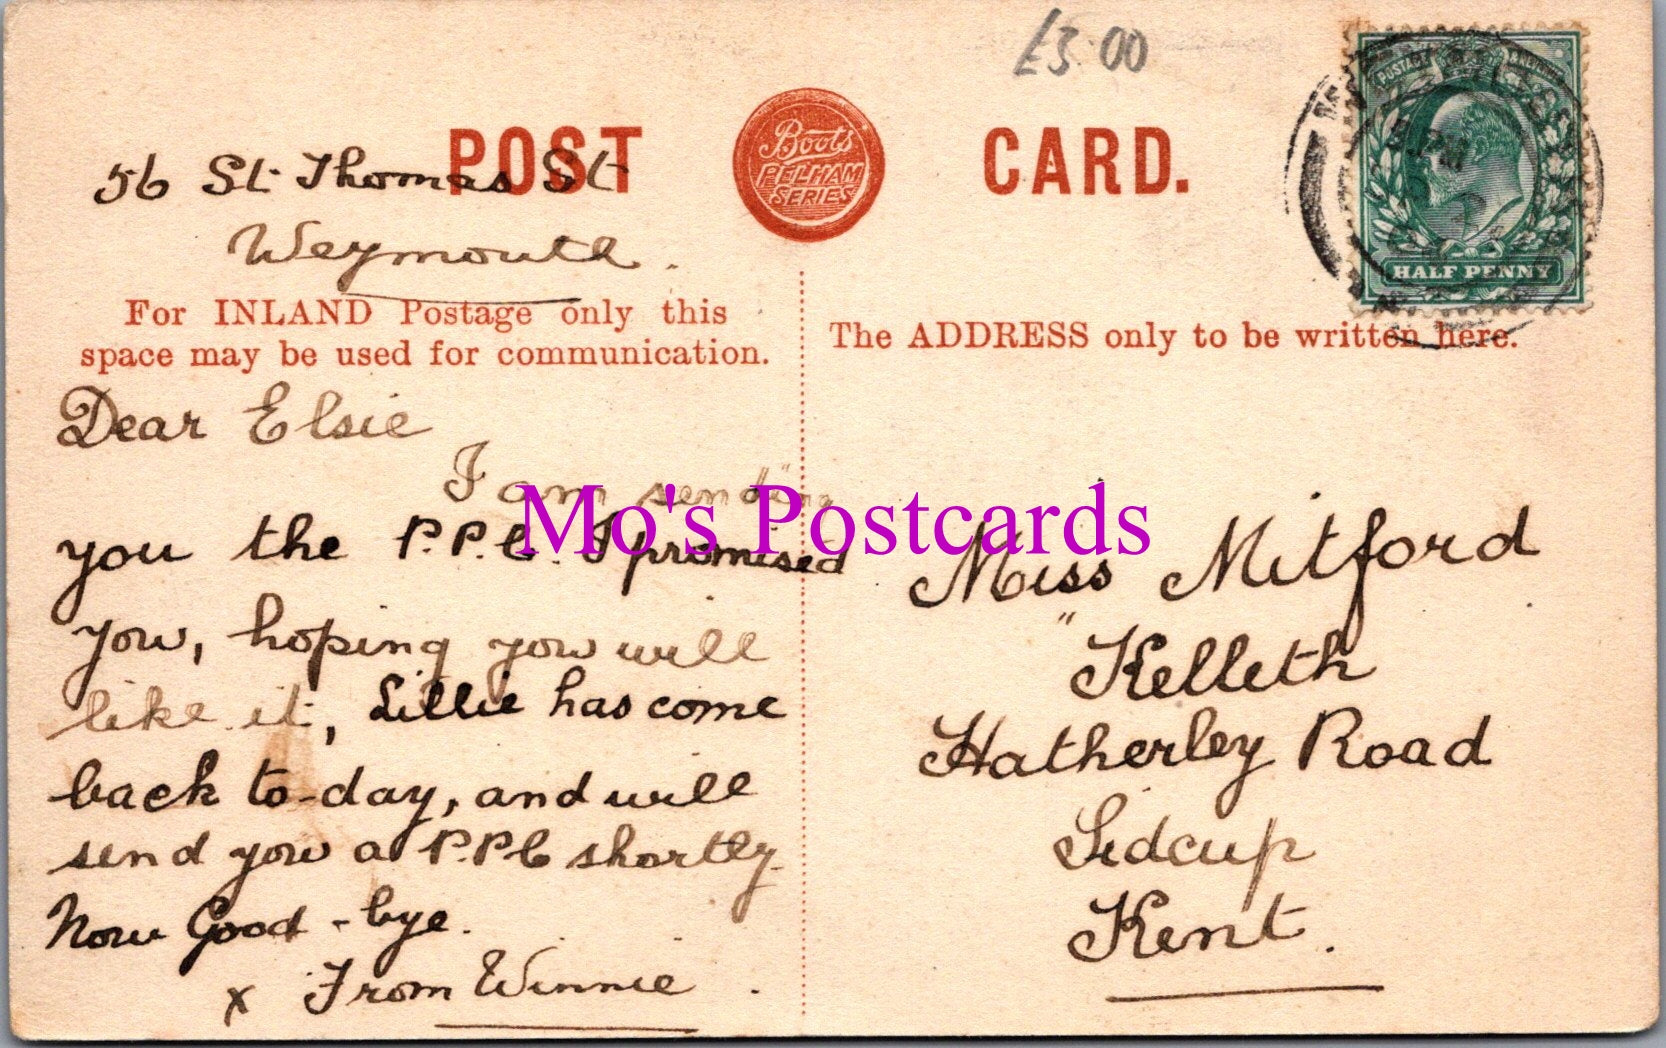 £3.00
POST CARD.
Boots
PELHAM
SERIES
POSTAGE
HALF PENNY
56 St. Thomas St
Weymouth.
For INLAND Postage only this
space may be used for communication.
The ADDRESS only to be written here.
Dear Elsie
I am sending
you the P.P.C. I promised
you, hoping you will
like it, Lillie has come
back to-day, and will
send you a P.P.C shortly.
Now Good-bye.
x From Winnie.
Miss Mitford
"Kelleth
Hatherley Road
Sidcup
Kent.
Mo's Postcards